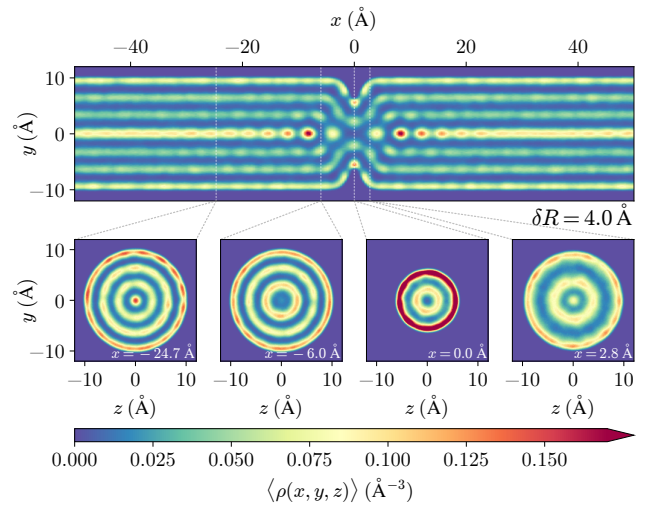 x (Å)
−40 −20 0 20 40
10
0
−10
y (Å)
δR = 4.0 Å
10
0
−10
y (Å)
x = −24.7 Å
x = −6.0 Å
x = 0.0 Å
x = 2.8 Å
−10 0 10 −10 0 10 −10 0 10 −10 0 10
z (Å) z (Å) z (Å) z (Å)
0.000 0.025 0.050 0.075 0.100 0.125 0.150
⟨ρ(x, y, z)⟩ (Å⁻³)